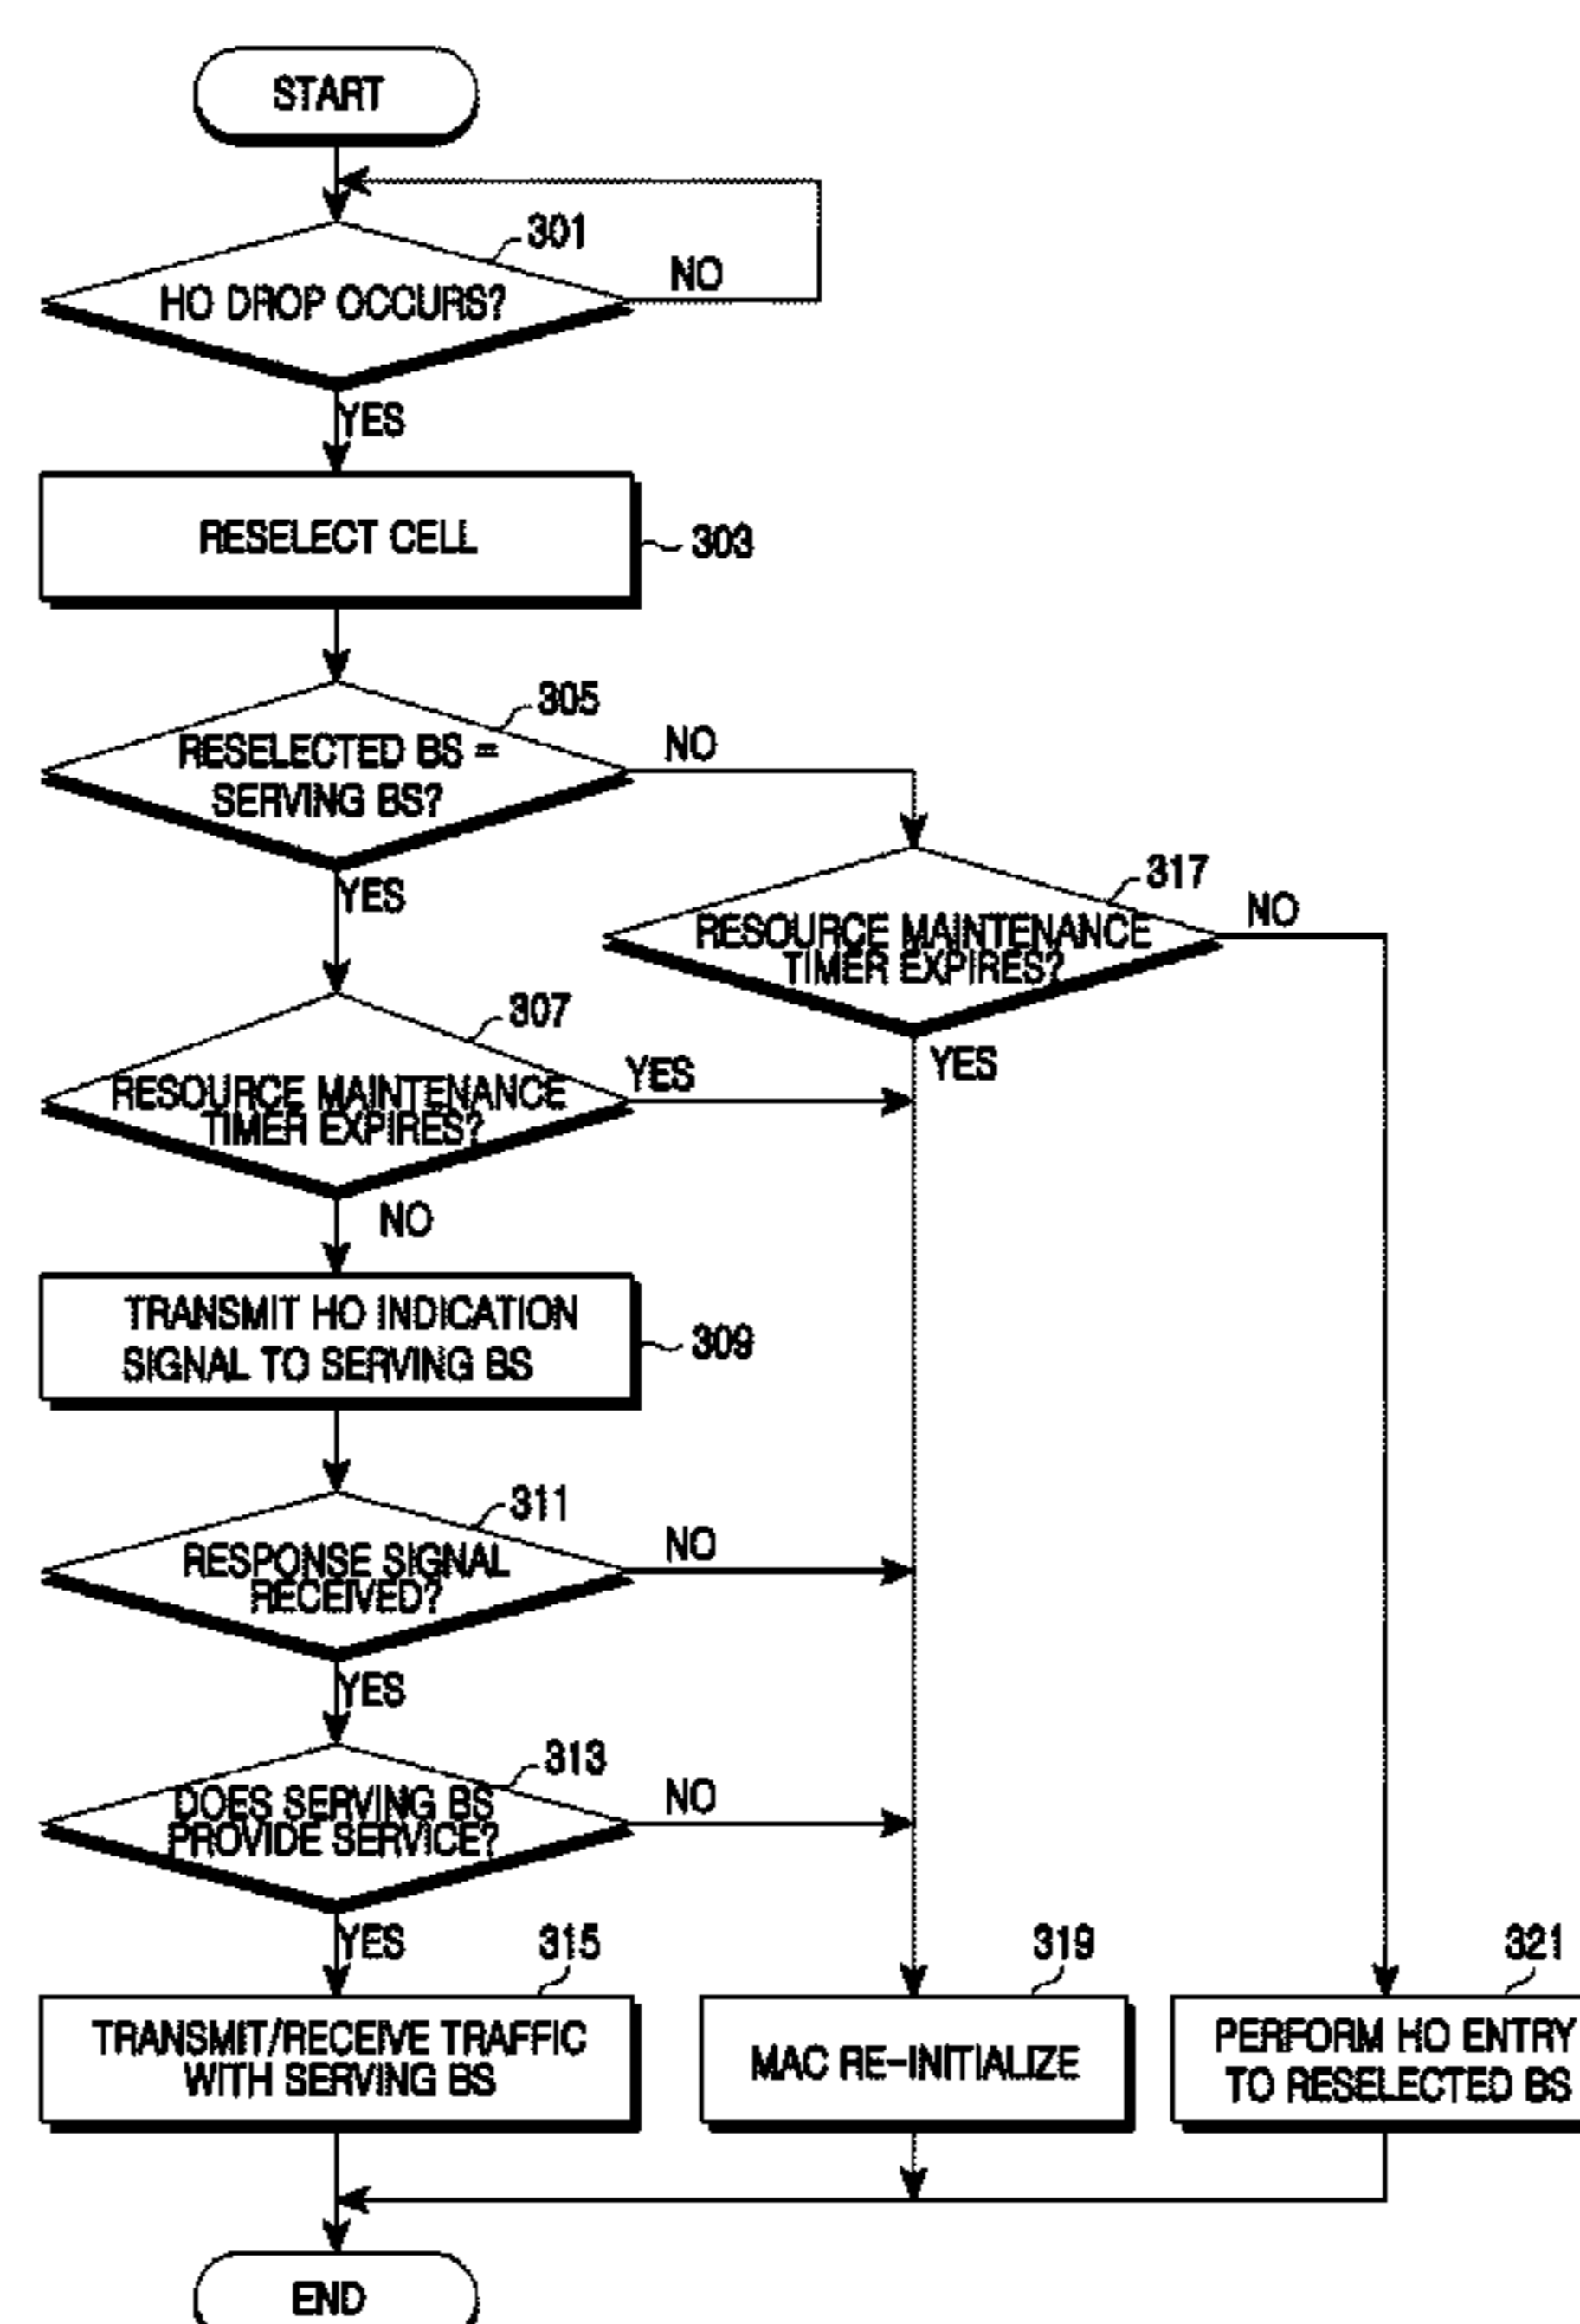 START
301
HO DROP OCCURS?
NO
YES
RESELECT CELL
303
305
RESELECTED BS =
SERVING BS?
NO
YES
317
RESOURCE MAINTENANCE
TIMER EXPIRES?
NO
YES
307
RESOURCE MAINTENANCE
TIMER EXPIRES?
YES
NO
TRANSMIT HO INDICATION
SIGNAL TO SERVING BS
309
311
RESPONSE SIGNAL
RECEIVED?
NO
YES
313
DOES SERVING BS
PROVIDE SERVICE?
NO
YES
315
TRANSMIT/RECEIVE TRAFFIC
WITH SERVING BS
319
MAC RE-INITIALIZE
321
PERFORM HO ENTRY
TO RESELECTED BS
END